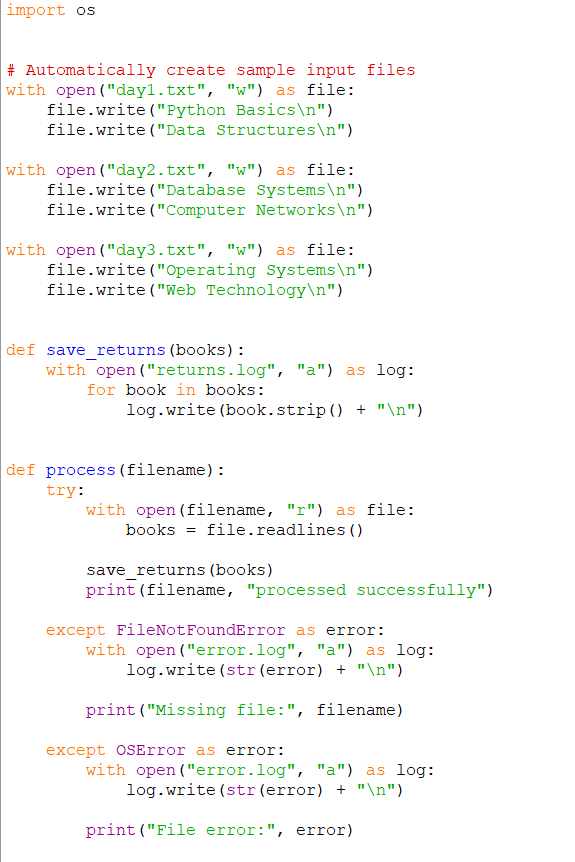 import os
# Automatically create sample input files
with open("day1.txt", "w") as file:
    file.write("Python Basics\n")
    file.write("Data Structures\n")
with open("day2.txt", "w") as file:
    file.write("Database Systems\n")
    file.write("Computer Networks\n")
with open("day3.txt", "w") as file:
    file.write("Operating Systems\n")
    file.write("Web Technology\n")
def save_returns(books):
    with open("returns.log", "a") as log:
        for book in books:
            log.write(book.strip() + "\n")
def process(filename):
    try:
        with open(filename, "r") as file:
            books = file.readlines()
        save_returns(books)
        print(filename, "processed successfully")
    except FileNotFoundError as error:
        with open("error.log", "a") as log:
            log.write(str(error) + "\n")
        print("Missing file:", filename)
    except OSError as error:
        with open("error.log", "a") as log:
            log.write(str(error) + "\n")
        print("File error:", error)